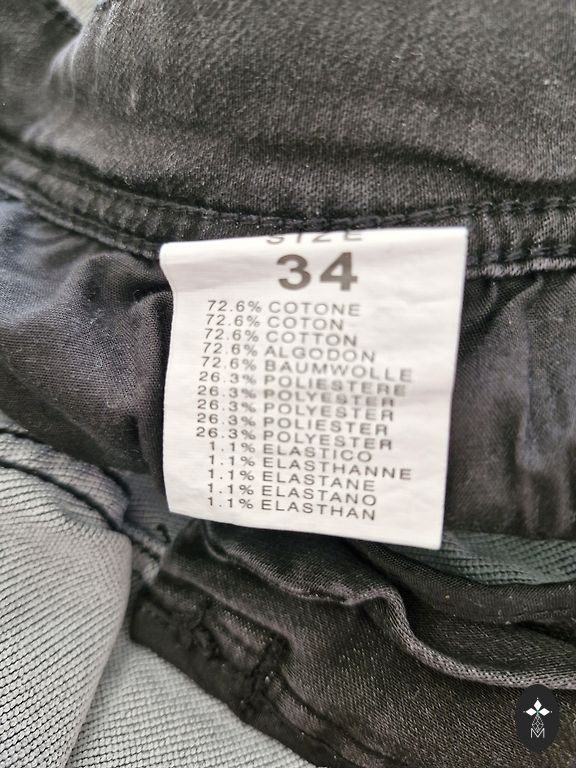 SIZE
34
72.6% COTONE
72.6% COTON
72.6% COTTON
72.6% ALGODON
72.6% BAUMWOLLE
26.3% POLIESTERE
26.3% POLYESTER
26.3% POLYESTER
26.3% POLIESTER
26.3% POLYESTER
1.1% ELASTICO
1.1% ELASTHANNE
1.1% ELASTANE
1.1% ELASTANO
1.1% ELASTHAN
M